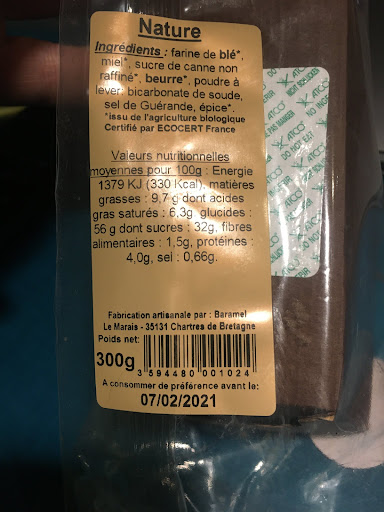 Nature
Ingrédients : farine de blé*,
miel*, sucre de canne non
raffiné*, beurre*, poudre à
lever: bicarbonate de soude,
sel de Guérande, épice*.
*issu de l'agriculture biologique
Certifié par ECOCERT France
Valeurs nutritionnelles
moyennes pour 100g : Energie
1379 KJ (330 Kcal), matières
grasses : 9,7 g dont acides
gras saturés : 6,3g, glucides :
56 g dont sucres : 32g, fibres
alimentaires : 1,5g, protéines :
4,0g, sel : 0,66g.
Fabrication artisanale par : Baramel
Le Marais - 35131 Chartres de Bretagne
Poids net:
300g
3 594480 001024
A consommer de préférence avant le:
07/02/2021
ATCO
DO NOT EAT